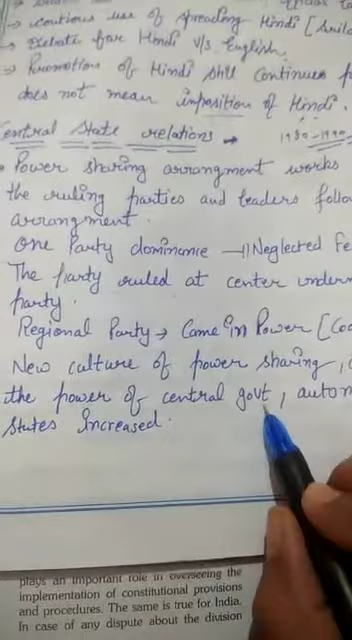 → cautious use of spreading Hindi
→ Debate for Hindi v/s English
→ Promotion of Hindi still continues
does not mean imposition of Hindi.
Central State relations → 1990
Power sharing arrangment works
the ruling parties and leaders
arrangment.
One Party dominance → Neglected
The party ruled at center
party.
Regional Party → Came in Power
New culture of power sharing,
the power of central govt,
states Increased.
plays an important role in overseeing the
implementation of constitutional provisions
and procedures. The same is true for India.
In case of any dispute about the division